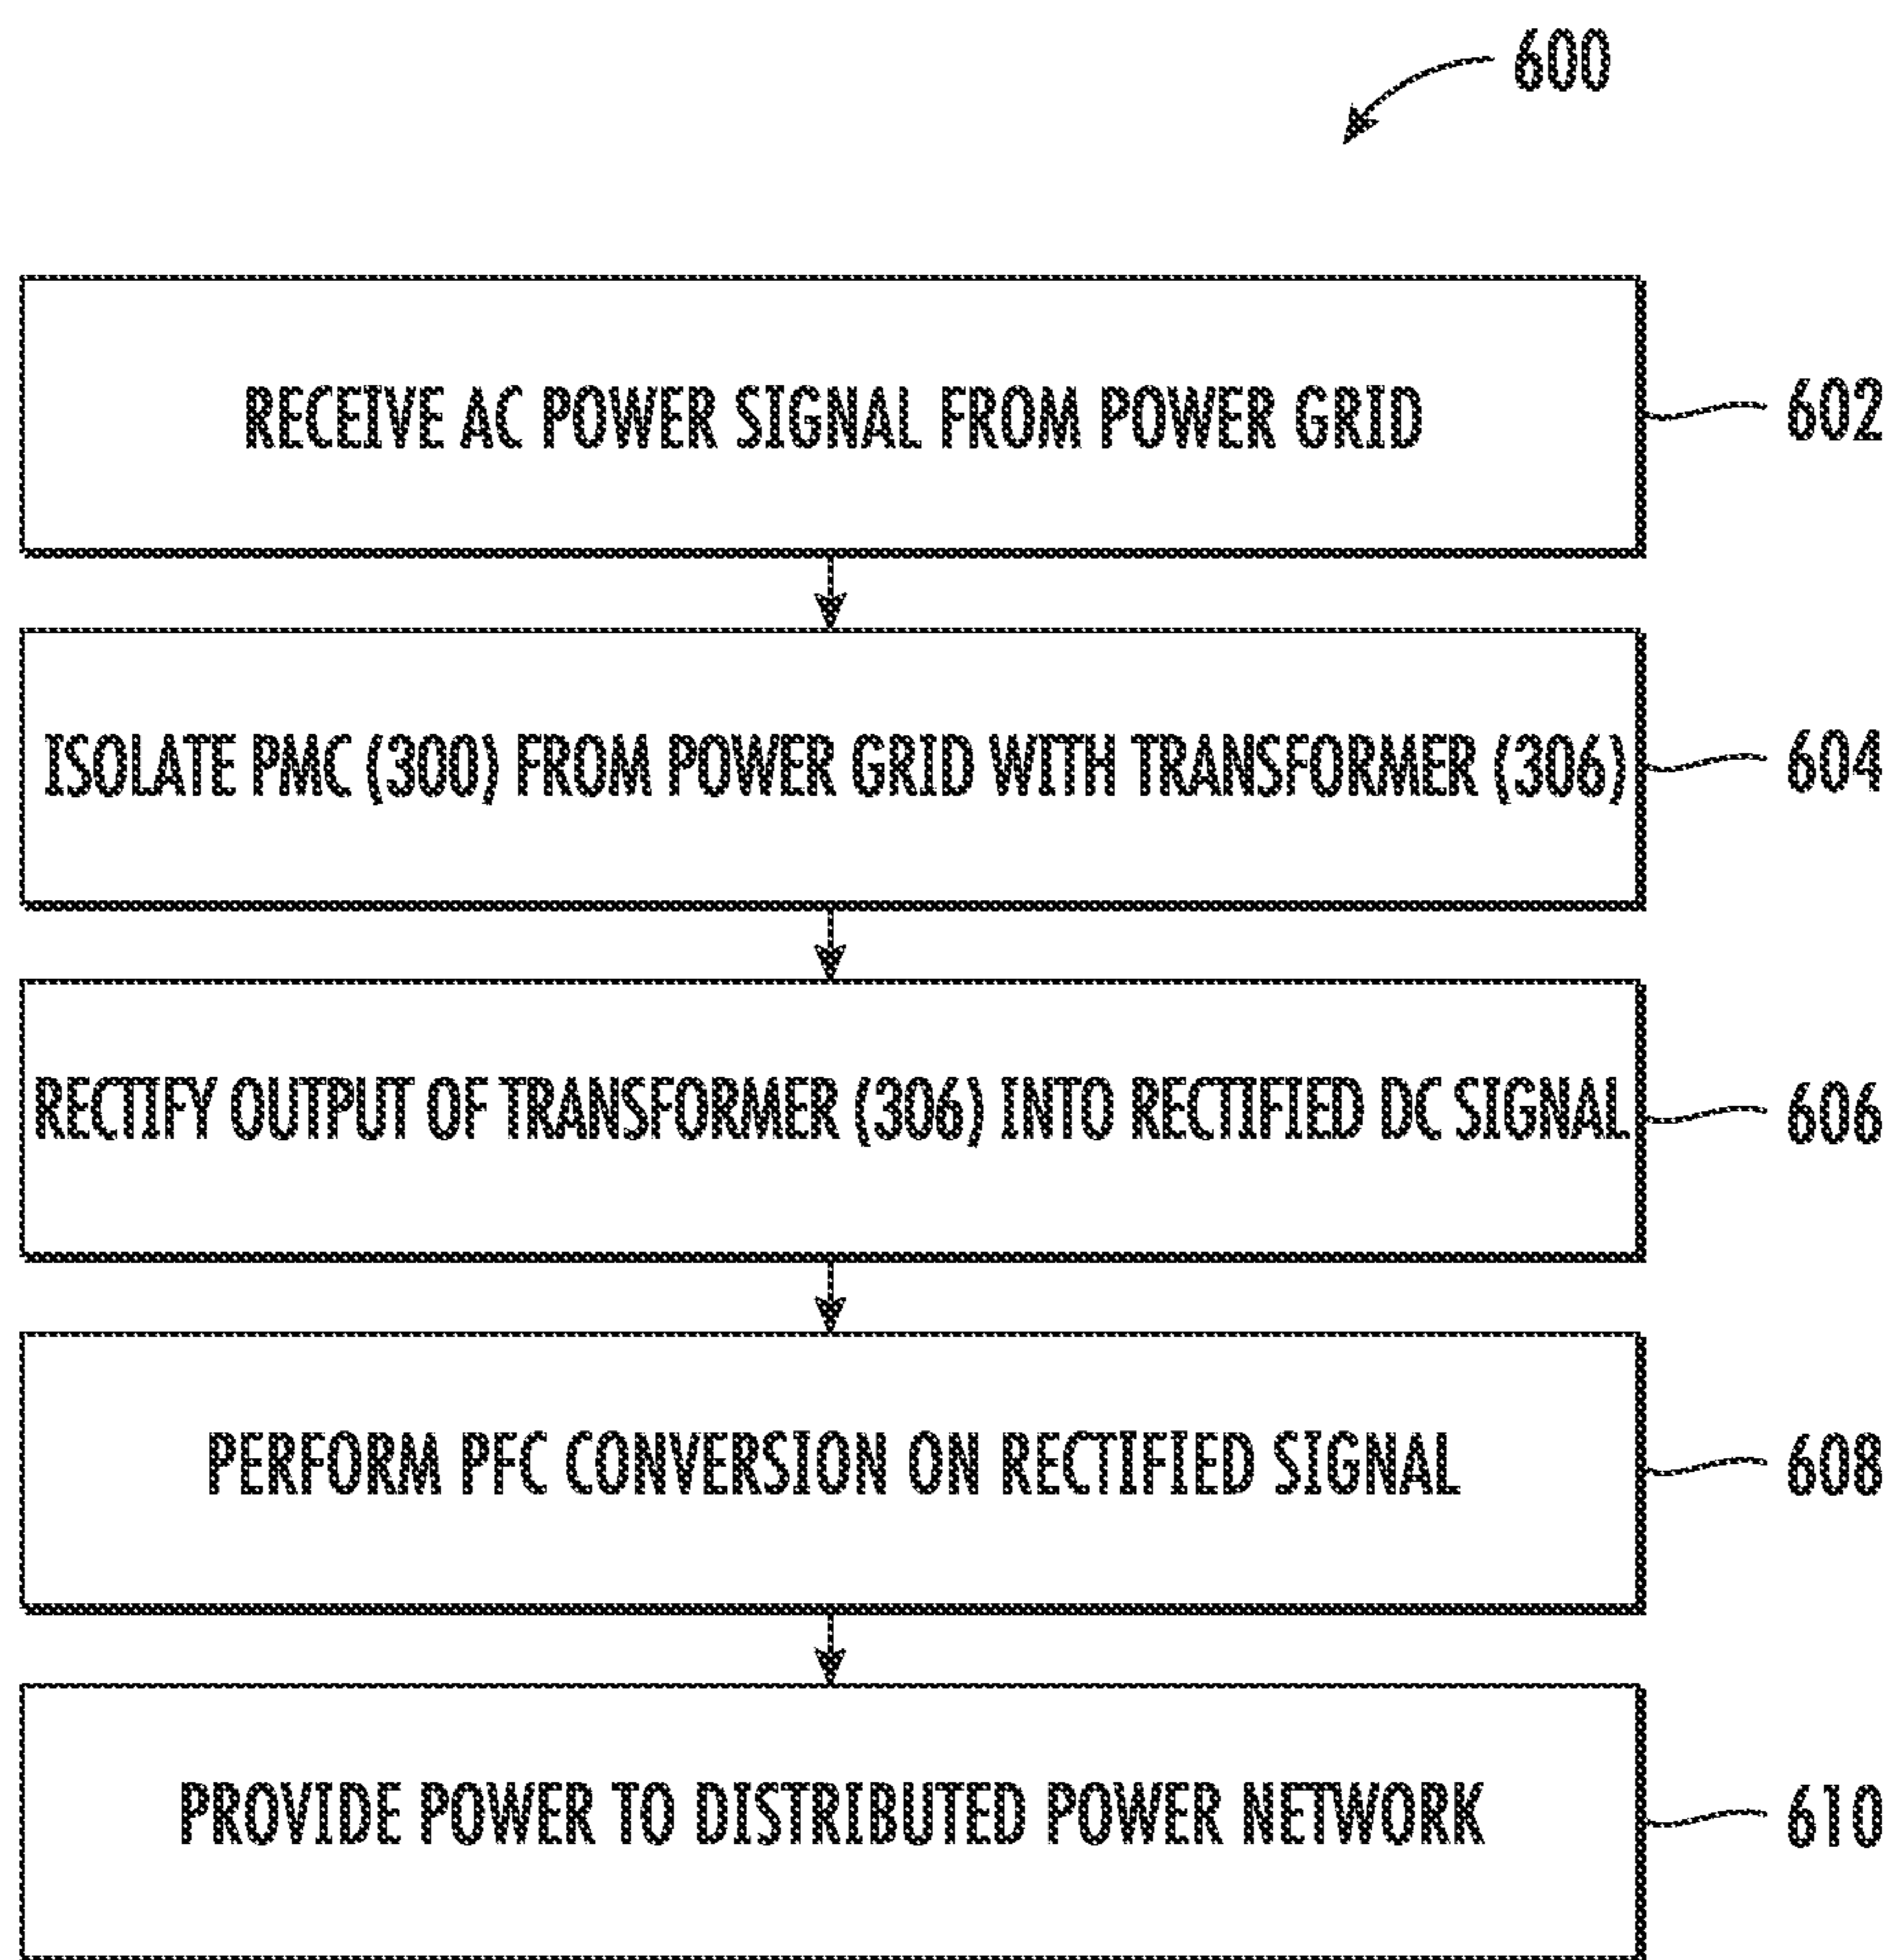 600
RECEIVE AC POWER SIGNAL FROM POWER GRID
602
ISOLATE PMC (300) FROM POWER GRID WITH TRANSFORMER (306)
604
RECTIFY OUTPUT OF TRANSFORMER (306) INTO RECTIFIED DC SIGNAL
606
PERFORM PFC CONVERSION ON RECTIFIED SIGNAL
608
PROVIDE POWER TO DISTRIBUTED POWER NETWORK
610